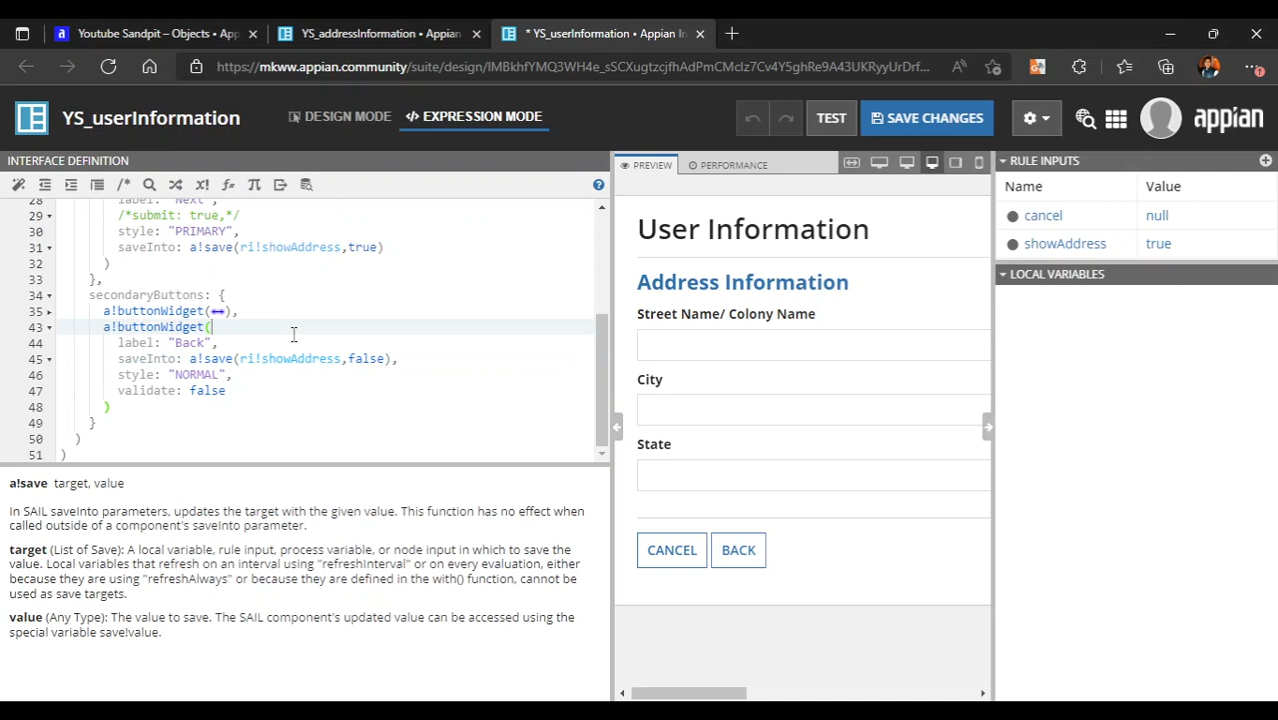 Youtube Sandpit – Objects • App
YS_addressInformation • Appian
* YS_userInformation • Appian In
https://mkww.appian.community/suite/design/lMBkhfYMQ3WH4e_sSCXugtzcjfhAdPmCMdz7Cv4Y5ghRe9A43UKRyyUrDrf...
YS_userInformation
DESIGN MODE
</> EXPRESSION MODE
TEST
SAVE CHANGES
appian
INTERFACE DEFINITION
28 label: "Next",
29 /*submit: true,*/
30 style: "PRIMARY",
31 saveInto: a!save(ri!showAddress,true)
32 )
33 },
34 secondaryButtons: {
35 a!buttonWidget(↔),
43 a!buttonWidget(
44 label: "Back",
45 saveInto: a!save(ri!showAddress,false),
46 style: "NORMAL",
47 validate: false
48 )
49 }
50 )
51 )
a!save target, value
In SAIL saveInto parameters, updates the target with the given value. This function has no effect when
called outside of a component's saveInto parameter.
target (List of Save): A local variable, rule input, process variable, or node input in which to save the
value. Local variables that refresh on an interval using "refreshInterval" or on every evaluation, either
because they are using "refreshAlways" or because they are defined in the with() function, cannot be
used as save targets.
value (Any Type): The value to save. The SAIL component's updated value can be accessed using the
special variable save!value.
PREVIEW
PERFORMANCE
User Information
Address Information
Street Name/ Colony Name
City
State
CANCEL
BACK
RULE INPUTS
Name Value
cancel null
showAddress true
LOCAL VARIABLES